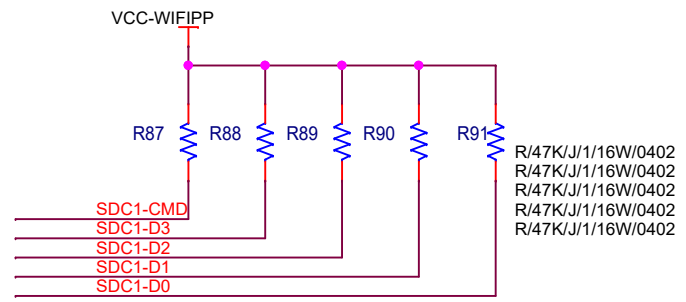 VCC-WIFIPP
R87 R88 R89 R90 R91
R/47K/J/1/16W/0402
R/47K/J/1/16W/0402
R/47K/J/1/16W/0402
R/47K/J/1/16W/0402
R/47K/J/1/16W/0402
SDC1-CMD
SDC1-D3
SDC1-D2
SDC1-D1
SDC1-D0